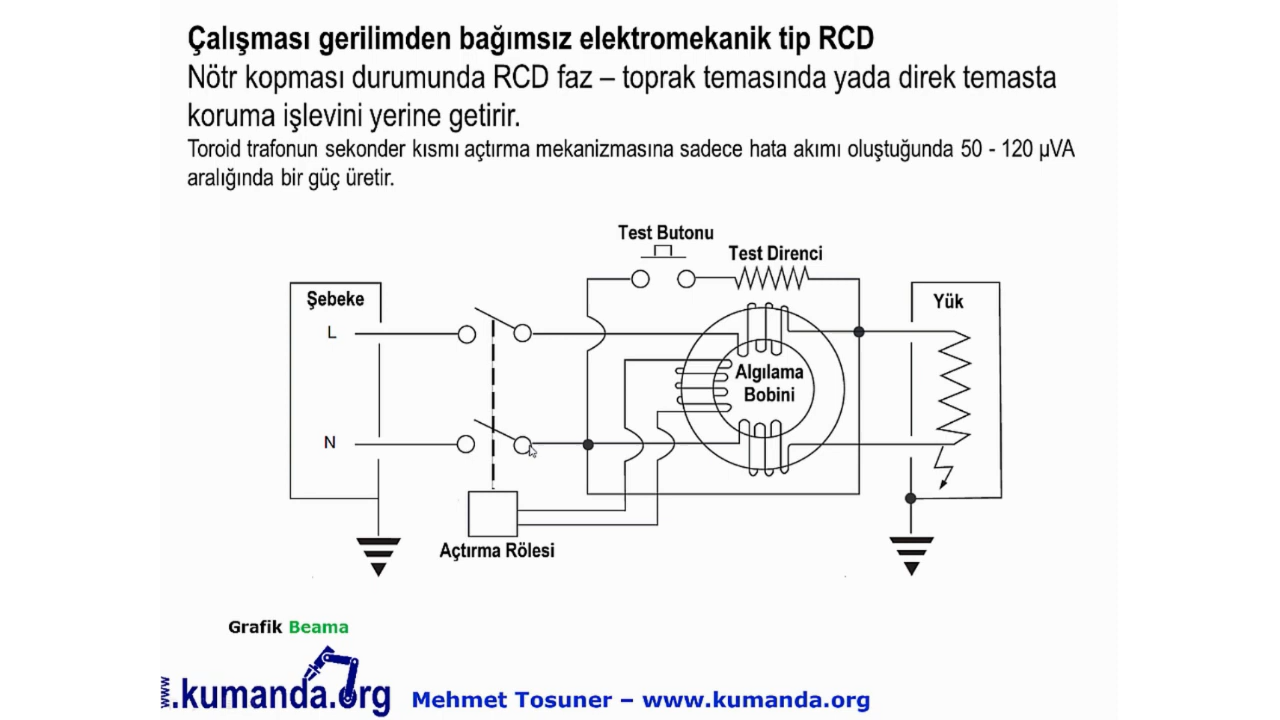 Çalışması gerilimden bağımsız elektromekanik tip RCD
Nötr kopması durumunda RCD faz – toprak temasında yada direk temasta
koruma işlevini yerine getirir.
Toroid trafonun sekonder kısmı açtırma mekanizmasına sadece hata akımı oluştuğunda 50 - 120 µVA
aralığında bir güç üretir.
Test Butonu
Test Direnci
Şebeke
Yük
L
Algılama
Bobini
N
Açtırma Rölesi
Grafik Beama
www.kumanda.org
Mehmet Tosuner – www.kumanda.org